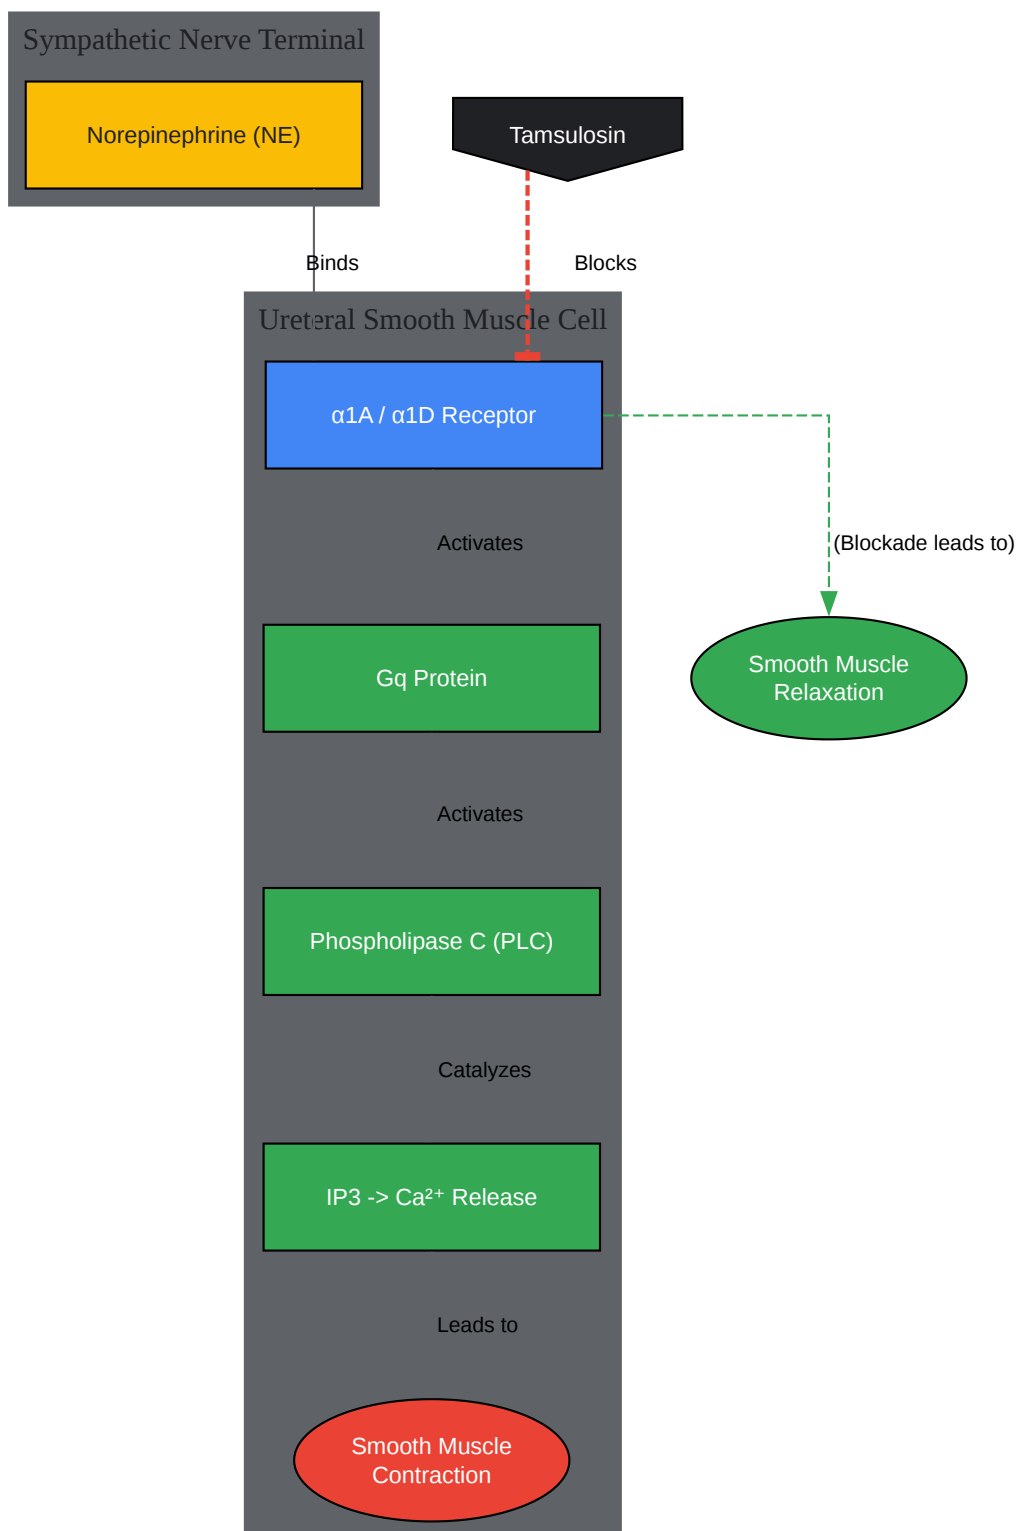 Sympathetic Nerve Terminal
Norepinephrine (NE)
Tamsulosin
Binds
Blocks
Ureteral Smooth Muscle Cell
α1A / α1D Receptor
Activates
(Blockade leads to)
Gq Protein
Smooth Muscle
Relaxation
Activates
Phospholipase C (PLC)
Catalyzes
IP3 -> Ca²⁺ Release
Leads to
Smooth Muscle
Contraction